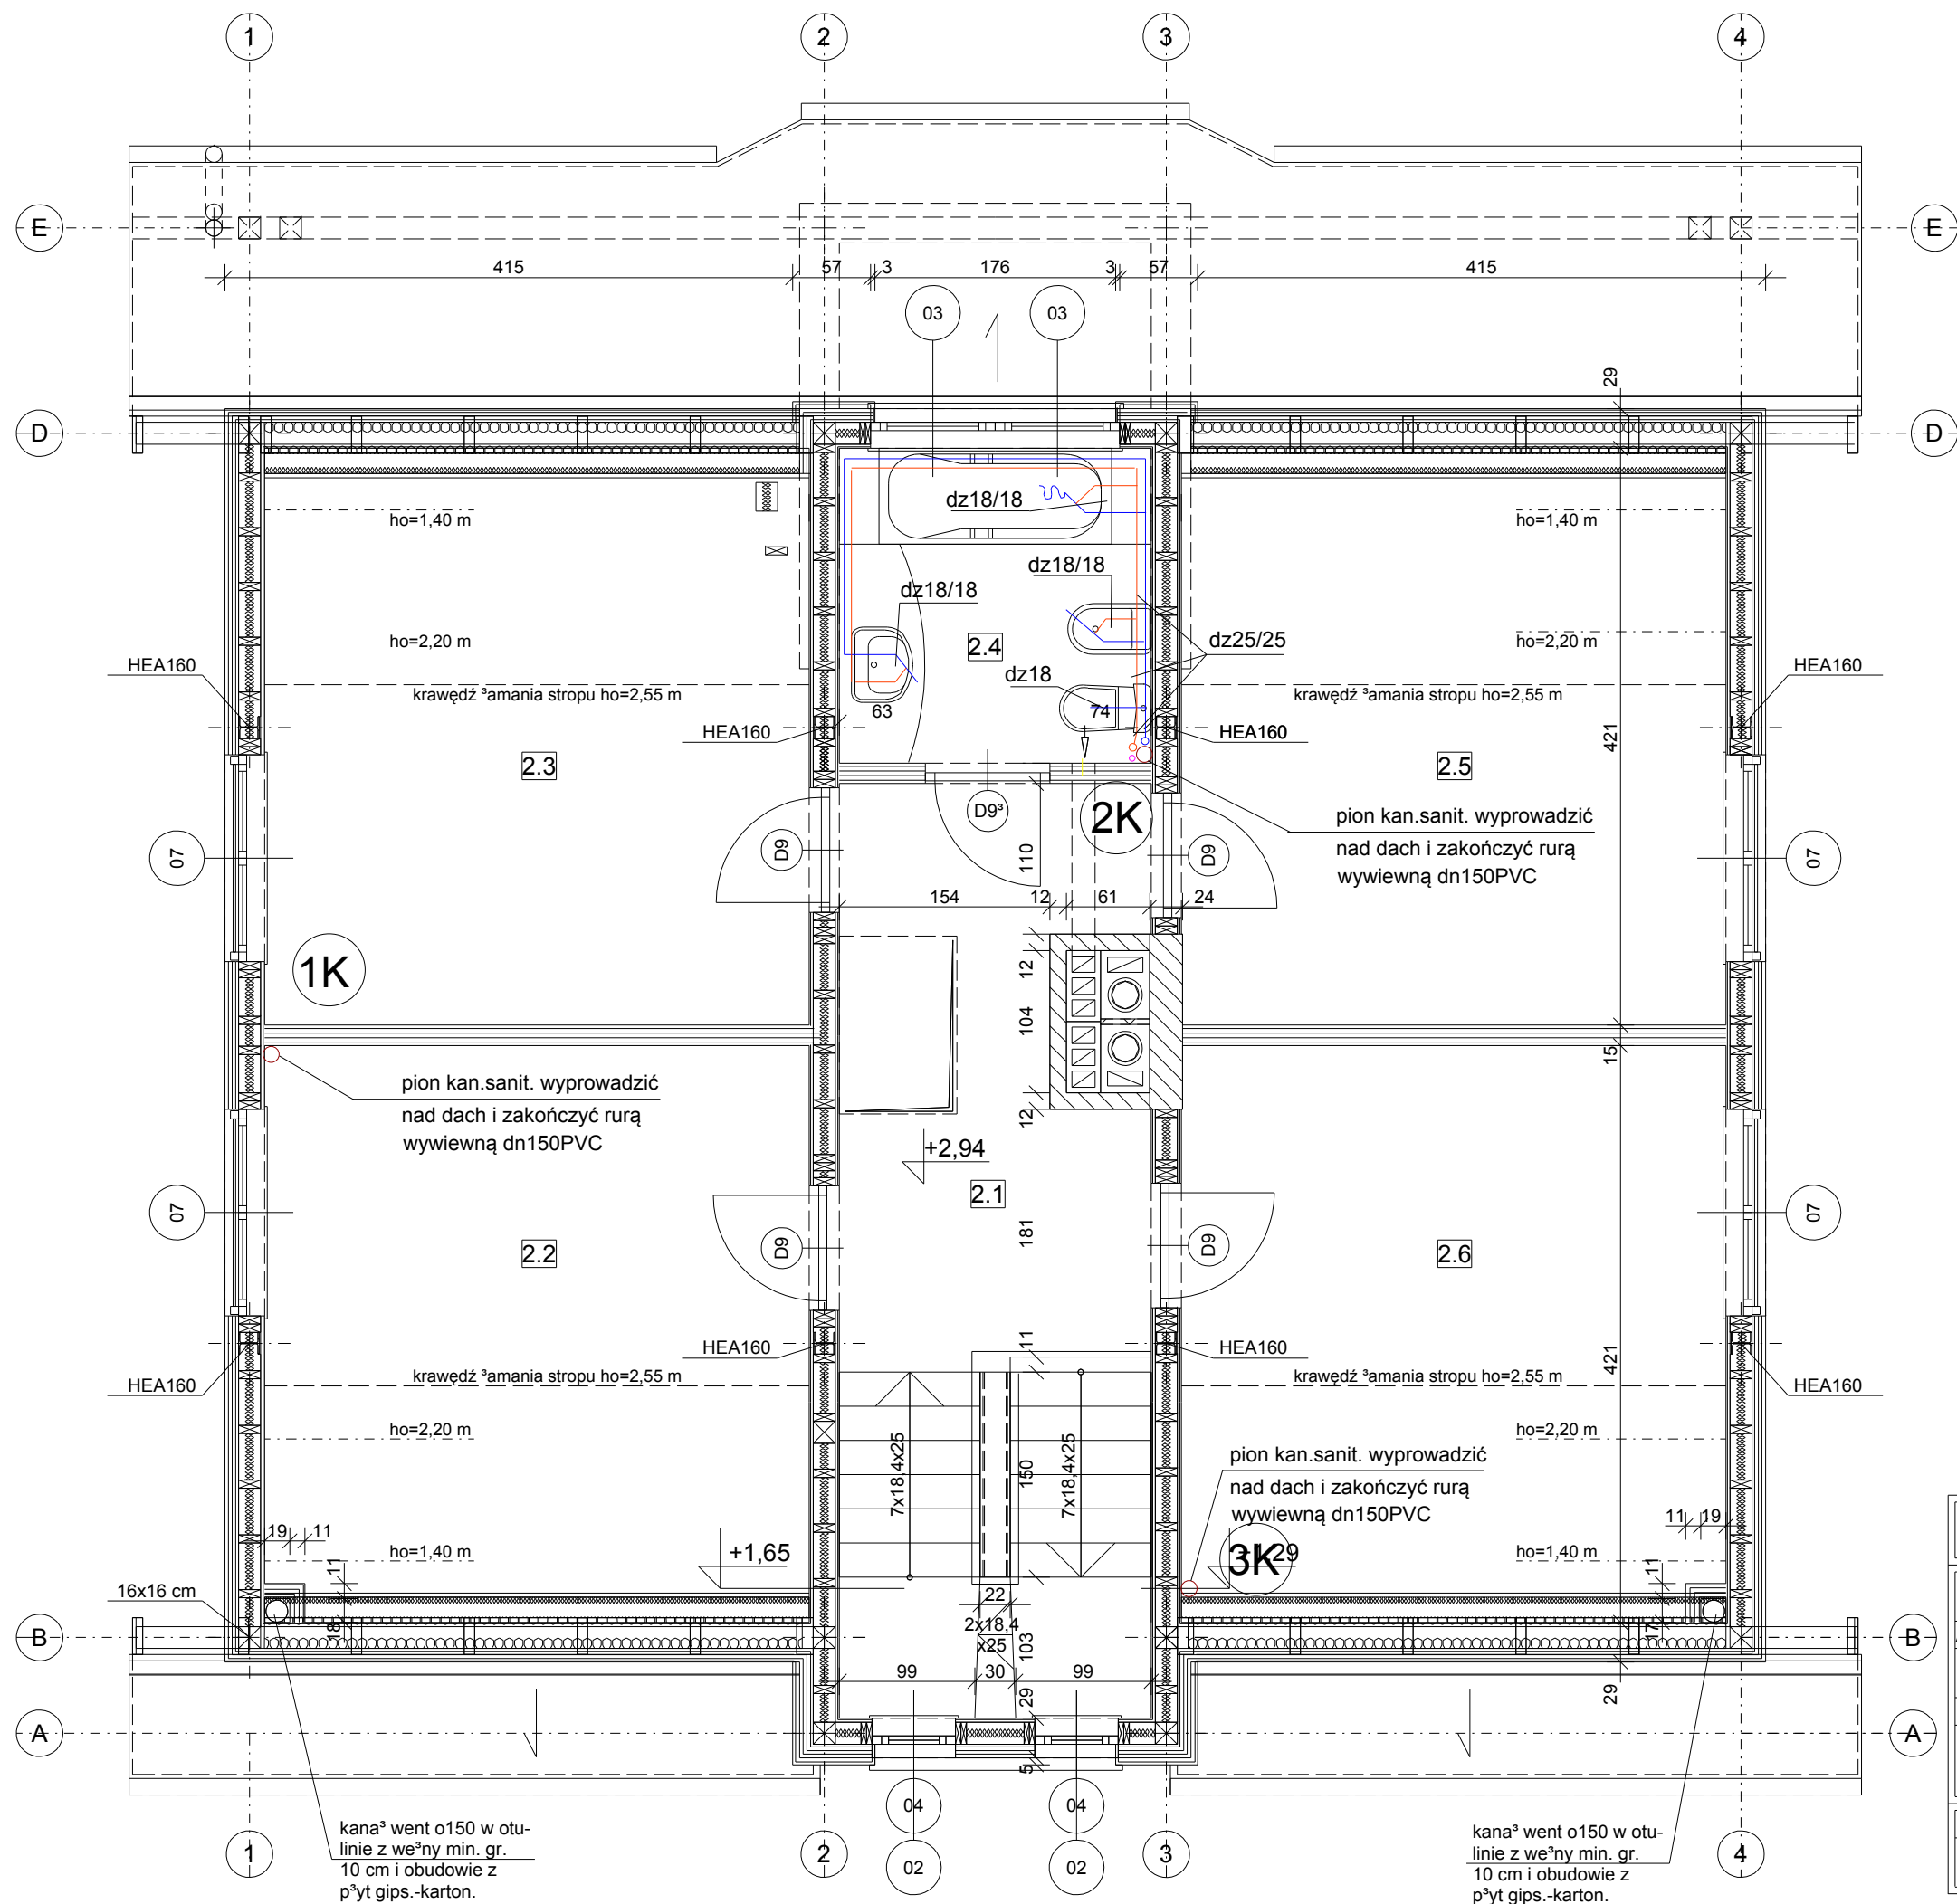 1
2
3
4
E
E
415
57
3
176
3
57
415
03
03
29
D
D
dz18/18
ho=1,40 m
ho=1,40 m
dz18/18
dz18/18
ho=2,20 m
2.4
dz25/25
ho=2,20 m
HEA160
HEA160
dz18
krawędź ³amania stropu ho=2,55 m
krawędź ³amania stropu ho=2,55 m
63
74
HEA160
HEA160
421
2.3
2.5
D9³
2K
pion kan.sanit. wyprowadzić
nad dach i zakończyć rurą
wywiewną dn150PVC
07
D9
110
D9
07
154
12
61
24
1K
12
104
15
pion kan.sanit. wyprowadzić
nad dach i zakończyć rurą
wywiewną dn150PVC
12
+2,94
2.1
07
181
07
2.2
D9
D9
2.6
HEA160
11
HEA160
HEA160
krawędź ³amania stropu ho=2,55 m
krawędź ³amania stropu ho=2,55 m
421
HEA160
ho=2,20 m
ho=2,20 m
7x18,4x25
150
7x18,4x25
pion kan.sanit. wyprowadzić
nad dach i zakończyć rurą
wywiewną dn150PVC
19
11
11
19
ho=1,40 m
+1,65
3K
+1,29
ho=1,40 m
11
11
16x16 cm
22
18
2x18,4
x25
103
17
B
B
99
30
99
29
29
A
A
5
04
04
1
2
02
02
3
4
kana³ went o150 w otu-
linie z we³ny min. gr.
10 cm i obudowie z
p³yt gips.-karton.
kana³ went o150 w otu-
linie z we³ny min. gr.
10 cm i obudowie z
p³yt gips.-karton.